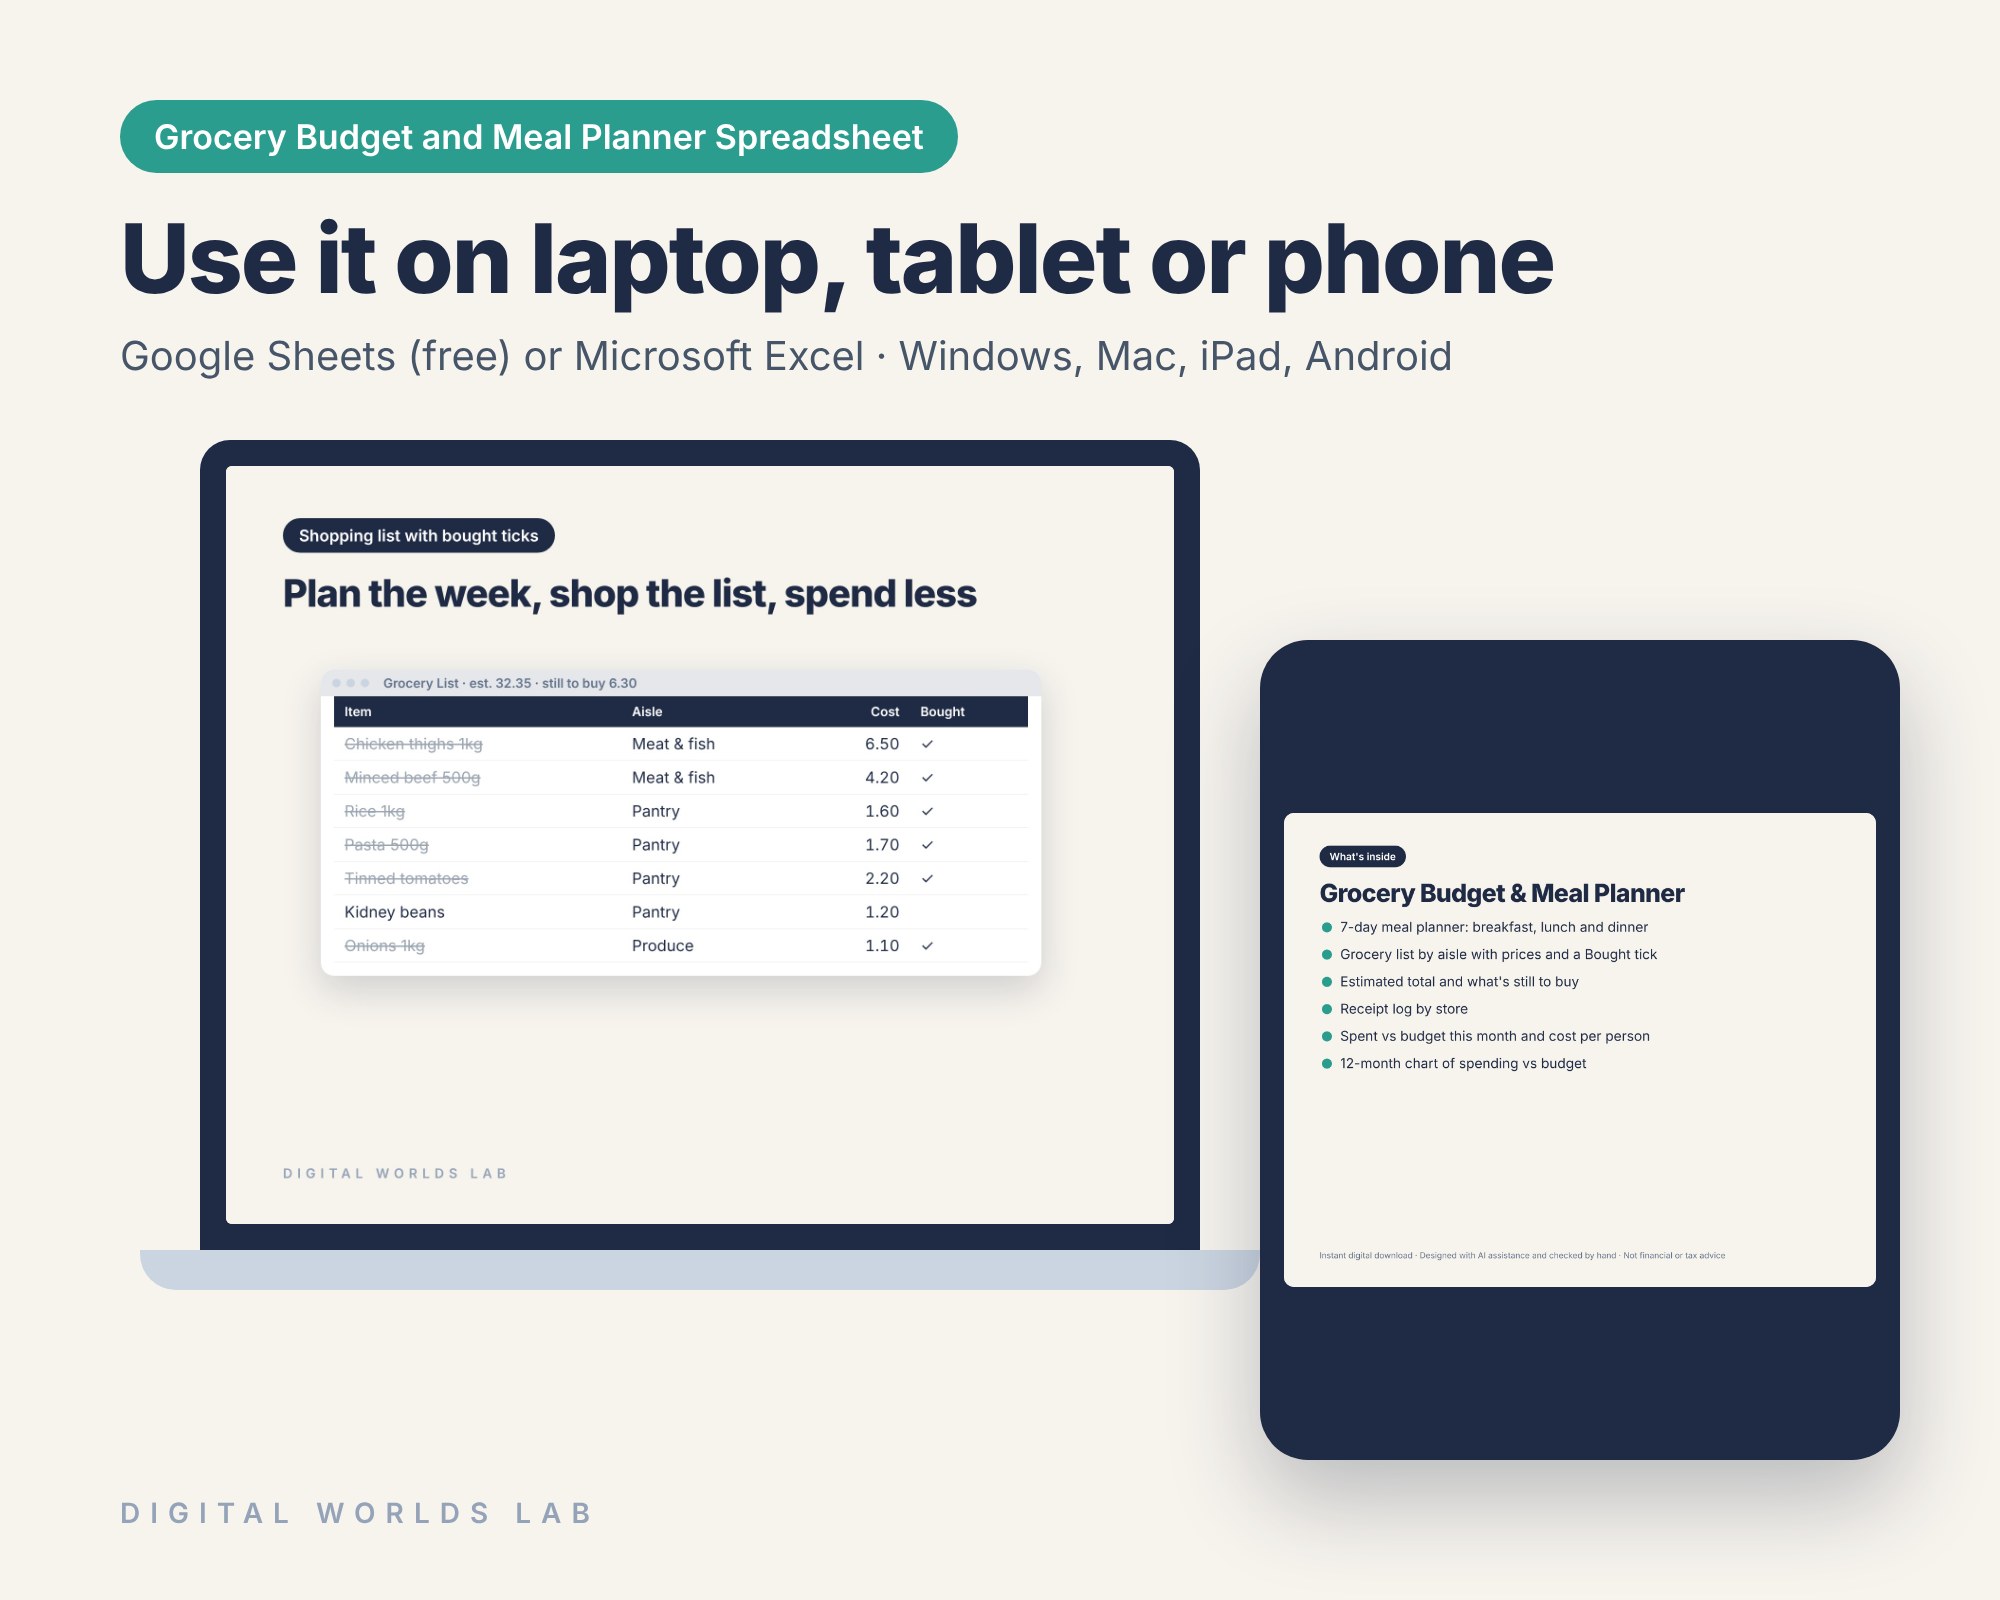 Grocery Budget and Meal Planner Spreadsheet
Use it on laptop, tablet or phone
Google Sheets (free) or Microsoft Excel · Windows, Mac, iPad, Android
Shopping list with bought ticks
Plan the week, shop the list, spend less
Grocery List · est. 32.35 · still to buy 6.30
Item Aisle Cost Bought
Chicken thighs 1kg Meat & fish 6.50 ✓
Minced beef 500g Meat & fish 4.20 ✓
Rice 1kg Pantry 1.60 ✓
Pasta 500g Pantry 1.70 ✓
Tinned tomatoes Pantry 2.20 ✓
Kidney beans Pantry 1.20
Onions 1kg Produce 1.10 ✓
DIGITAL WORLDS LAB
What's inside
Grocery Budget & Meal Planner
7-day meal planner: breakfast, lunch and dinner
Grocery list by aisle with prices and a Bought tick
Estimated total and what's still to buy
Receipt log by store
Spent vs budget this month and cost per person
12-month chart of spending vs budget
Instant digital download · Designed with AI assistance and checked by hand · Not financial or tax advice
DIGITAL WORLDS LAB